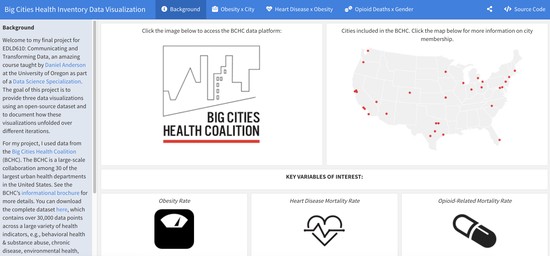 Big Cities Health Inventory Data Visualization
Background
Obesity x City
Heart Disease x Obesity
Opioid Deaths x Gender
Source Code
Background
Welcome to my final project for
EDLD610: Communicating and
Transforming Data, an amazing
course taught by Daniel Anderson
at the University of Oregon as part
of a Data Science Specialization.
The goal of this project is to
provide three data visualizations
using an open-source dataset and
to document how these
visualizations unfolded over
different iterations.
For my project, I used data from
the Big Cities Health Coalition
(BCHC). The BCHC is a large-scale
collaboration among 30 of the
largest urban health departments
in the United States. See the
BCHC's informational brochure for
more details. You can download
the complete dataset here, which
contains over 30,000 data points
across a large variety of health
indicators, e.g., behavioral health
& substance abuse, chronic
disease, environmental health,
Click the image below to access the BCHC data platform:
BIG CITIES
HEALTH COALITION
Cities included in the BCHC. Click the map below for more information on city
membership.
KEY VARIABLES OF INTEREST:
Obesity Rate
Heart Disease Mortality Rate
Opioid-Related Mortality Rate